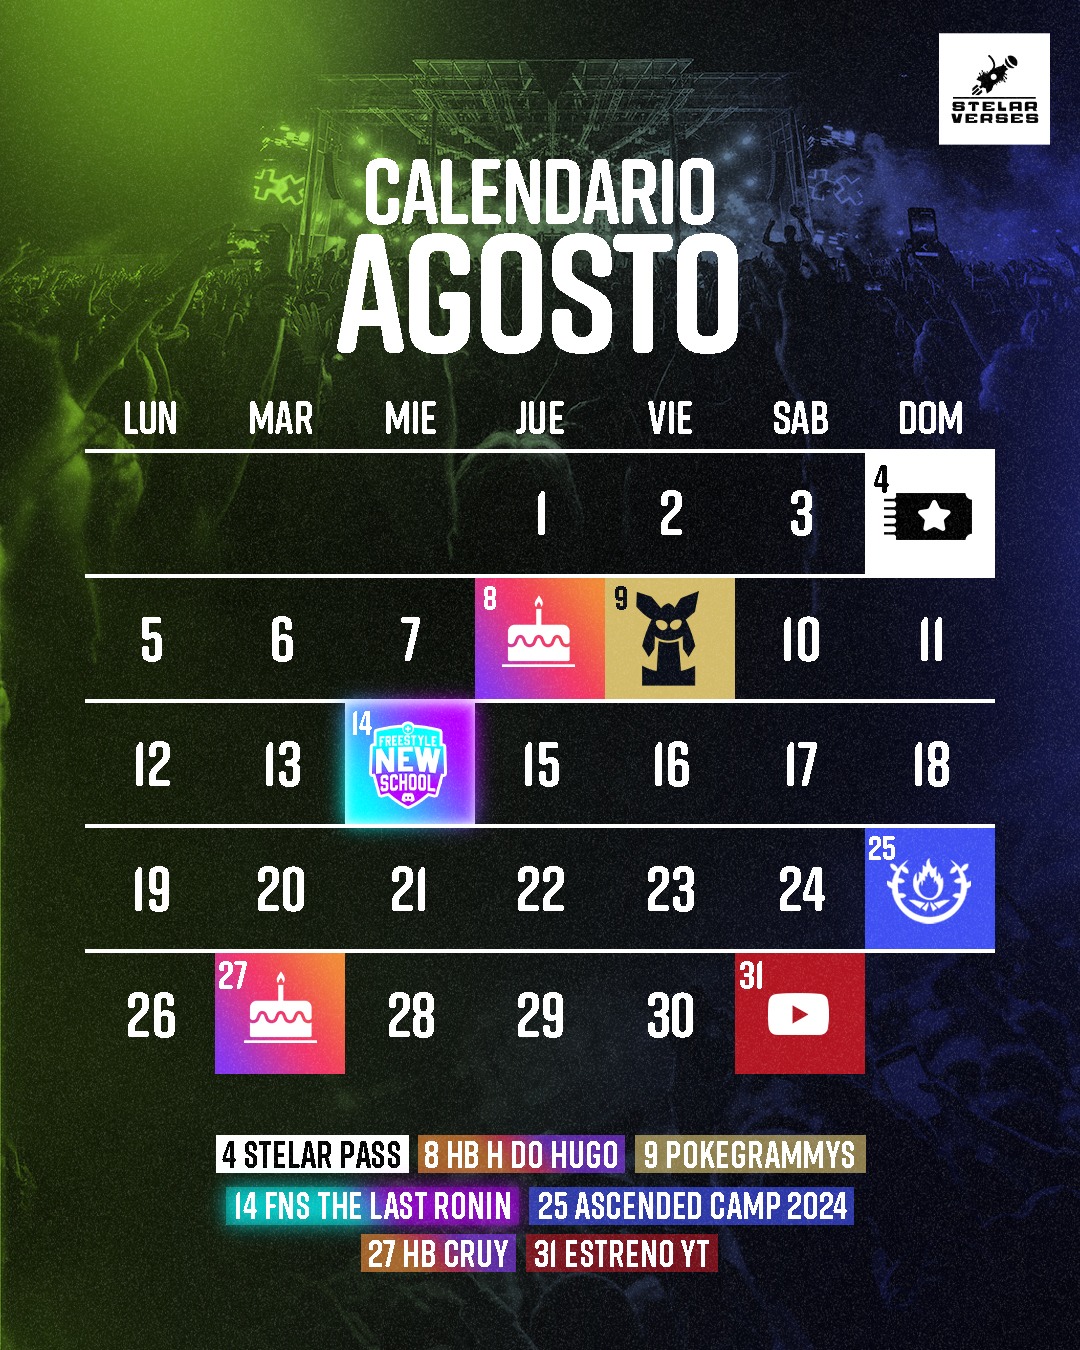 STELAR
VERSES
CALENDARIO
AGOSTO
LUN MAR MIE JUE VIE SAB DOM
1 2 3 4
5 6 7 8 9 10 11
12 13 14 15 16 17 18
FREESTYLE
NEW
SCHOOL
19 20 21 22 23 24 25
26 27 28 29 30 31
4 STELAR PASS 8 HB H DO HUGO 9 POKEGRAMMYS
14 FNS THE LAST RONIN 25 ASCENDED CAMP 2024
27 HB CRUY 31 ESTRENO YT